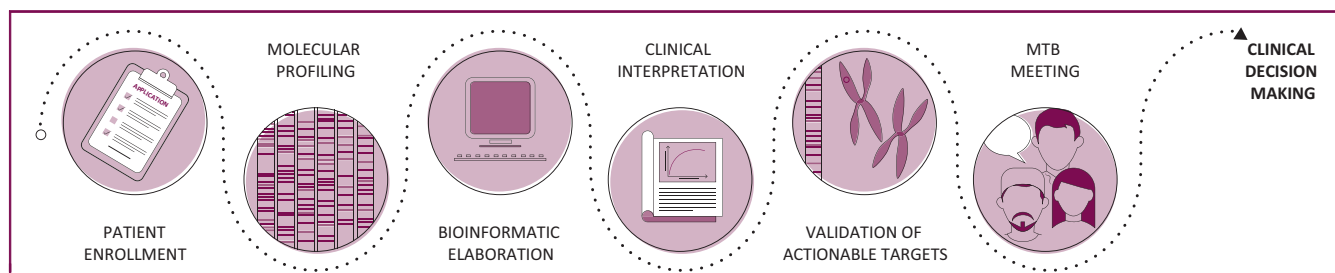 PATIENT
ENROLLMENT
APPLICATION
MOLECULAR
PROFILING
BIOINFORMATIC
ELABORATION
CLINICAL
INTERPRETATION
VALIDATION OF
ACTIONABLE TARGETS
MTB
MEETING
CLINICAL
DECISION
MAKING